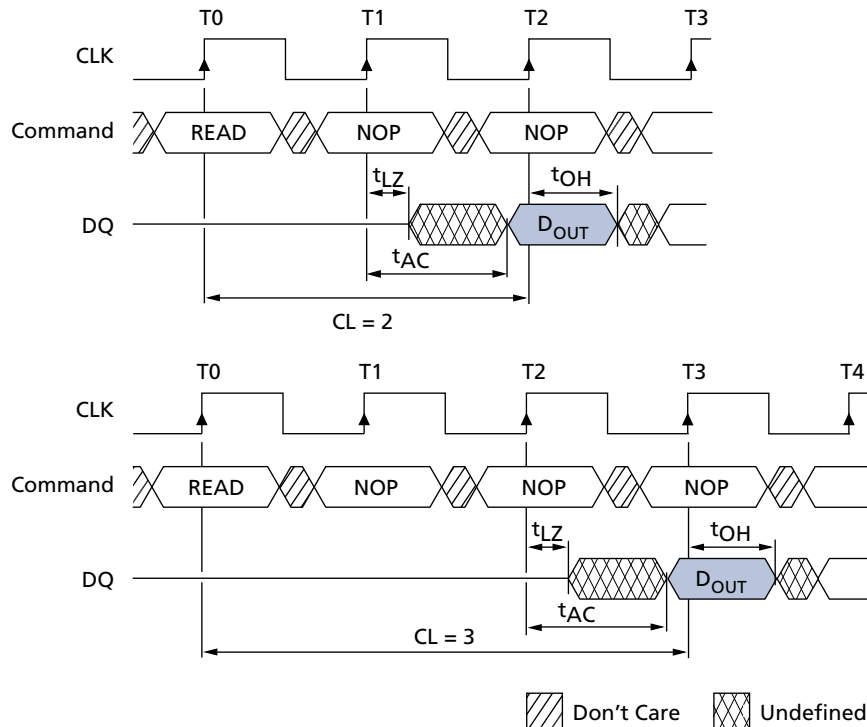 T0 T1 T2 T3
CLK
Command READ NOP NOP
tLZ tOH
DQ DOUT
tAC
CL = 2
T0 T1 T2 T3 T4
CLK
Command READ NOP NOP NOP
tLZ tOH
DQ DOUT
tAC
CL = 3
Don't Care Undefined